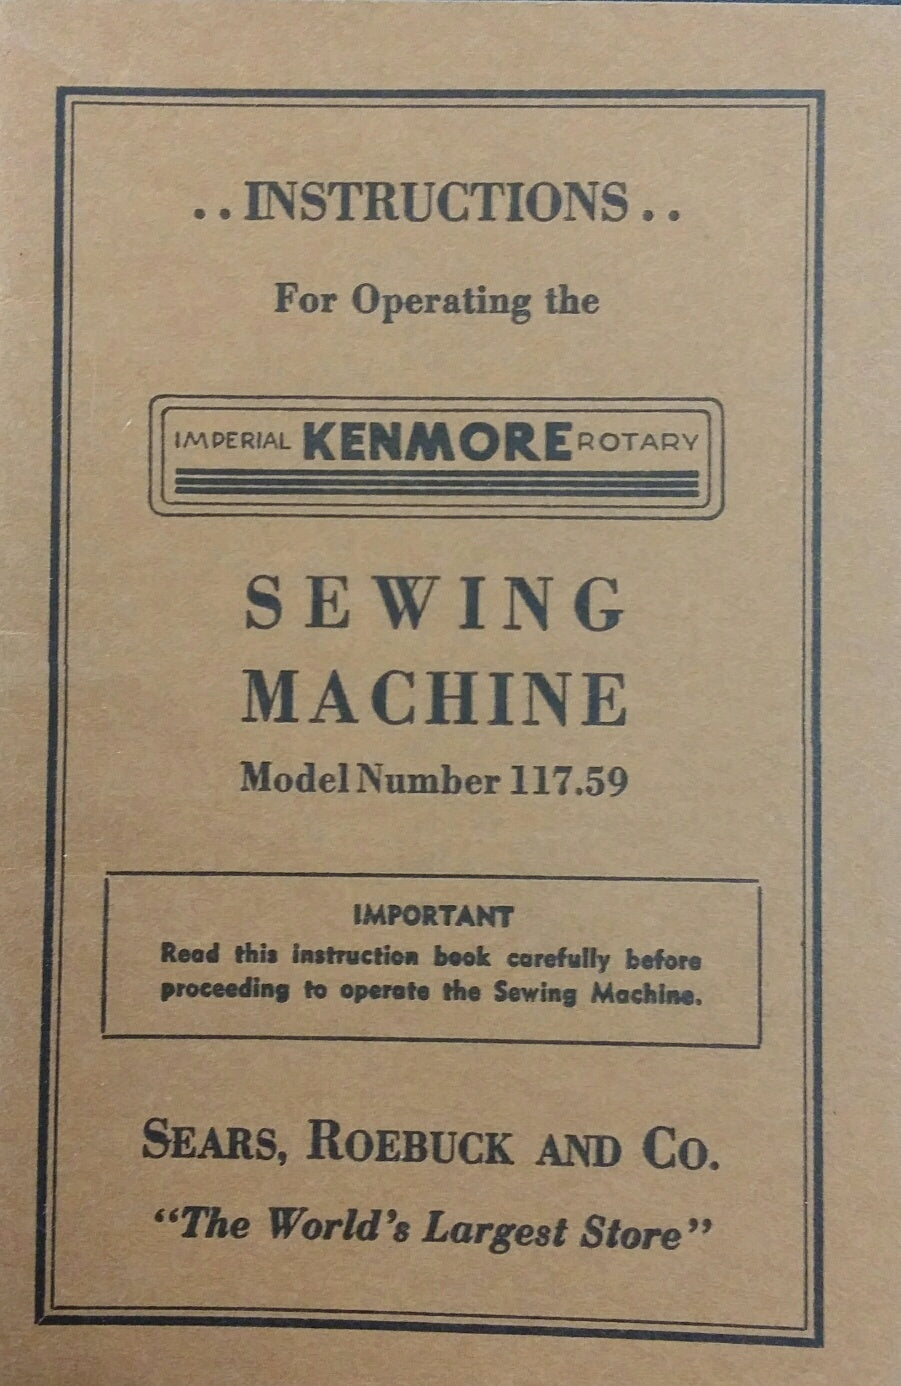 ..INSTRUCTIONS..
For Operating the
IMPERIAL KENMORE ROTARY
SEWING
MACHINE
Model Number 117.59
IMPORTANT
Read this instruction book carefully before
proceeding to operate the Sewing Machine.
SEARS, ROEBUCK AND CO.
"The World's Largest Store"